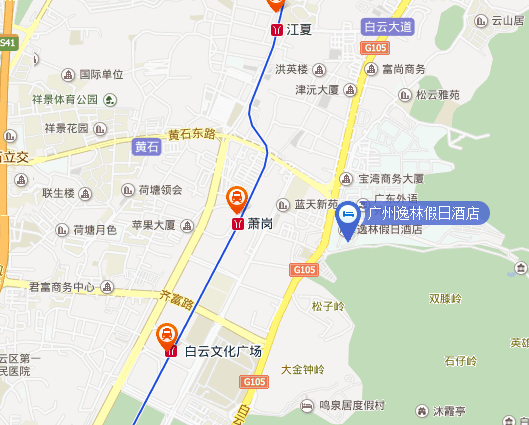 江夏
白云大道
云山居
S41
G105
国际单位
洪英楼
富尚商务
祥景体育公园
津沅大厦
松云雅苑
祥景花园
黄石东路
黄石
石立交
宝湾商务大厦
联生楼
荷塘领会
蓝天新苑
广东外语
广州逸林假日酒店
逸林假日酒店
荷塘月色
苹果大厦
萧岗
G105
君富商务中心
齐富路
松子岭
双膝岭
英雄
白云文化广场
云区第一
民医院
大金钟岭
石仔岭
G105
白云
鸣泉居度假村
沐霞亭